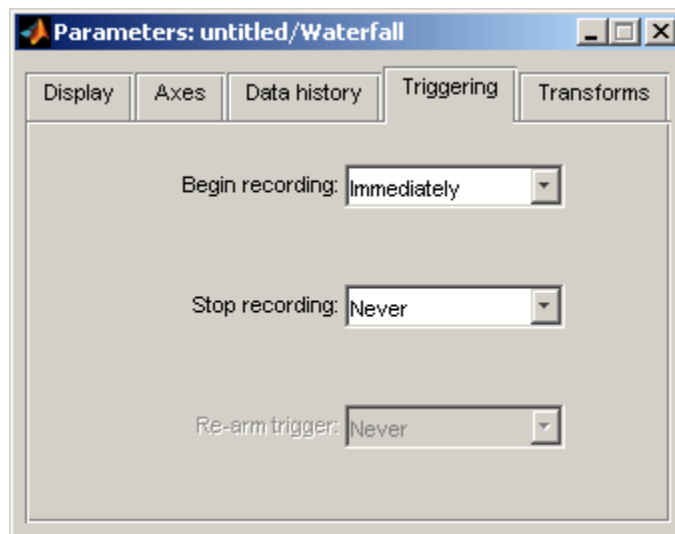 Parameters: untitled/Waterfall
Display Axes Data history Triggering Transforms
Begin recording: Immediately
Stop recording: Never
Re-arm trigger: Never